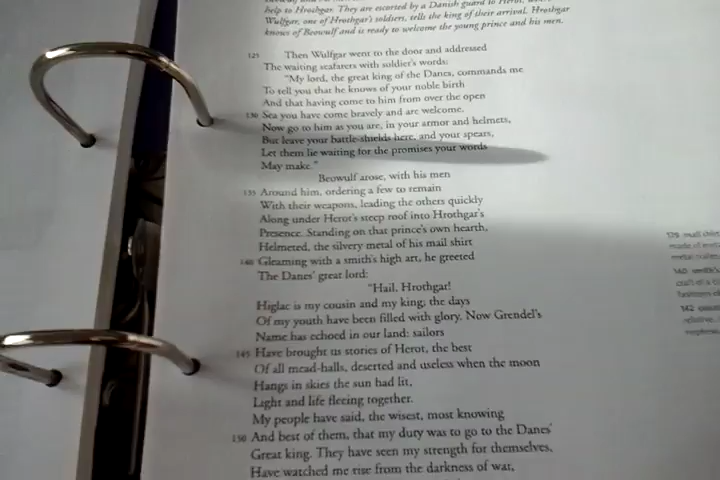 help to Hrothgar. They are escorted by a Danish guard to Herot,
Wulfgar, one of Hrothgar's soldiers, tells the king of their arrival. Hrothgar
knows of Beowulf and is ready to welcome the young prince and his men.
125 Then Wulfgar went to the door and addressed
The waiting seafarers with soldier's words:
"My lord, the great king of the Danes, commands me
To tell you that he knows of your noble birth
And that having come to him from over the open
130 Sea you have come bravely and are welcome.
Now go to him as you are, in your armor and helmets,
But leave your battle-shields here, and your spears,
Let them lie waiting for the promises your words
May make."
Beowulf arose, with his men
135 Around him, ordering a few to remain
With their weapons, leading the others quickly
Along under Herot's steep roof into Hrothgar's
Presence. Standing on that prince's own hearth,
Helmeted, the silvery metal of his mail shirt
140 Gleaming with a smith's high art, he greeted
The Danes' great lord:
"Hail, Hrothgar!
Higlac is my cousin and my king; the days
Of my youth have been filled with glory. Now Grendel's
Name has echoed in our land: sailors
145 Have brought us stories of Herot, the best
Of all mead-halls, deserted and useless when the moon
Hangs in skies the sun had lit,
Light and life fleeing together.
My people have said, the wisest, most knowing
150 And best of them, that my duty was to go to the Danes'
Great king. They have seen my strength for themselves,
Have watched me rise from the darkness of war,
139 mail shirt
made of
metal
140 smith's
craft of a
142
relative